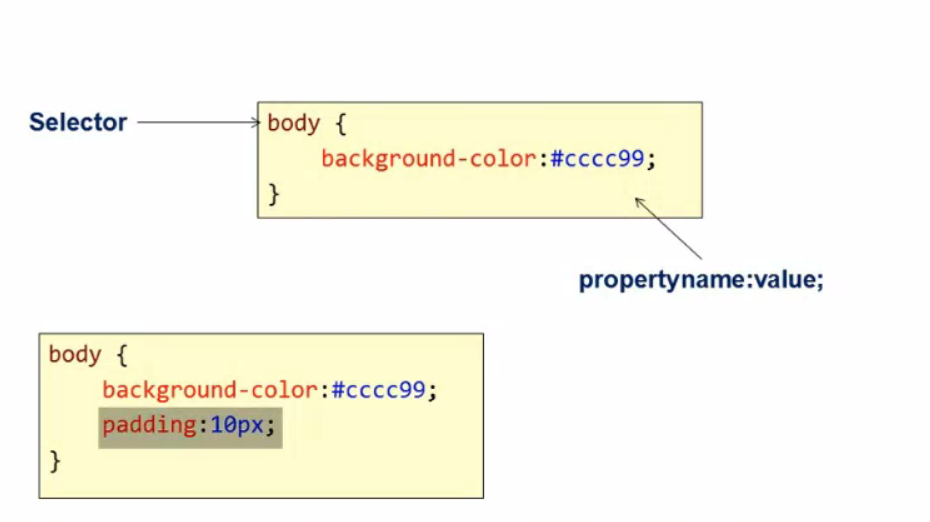 Selector
body {
background-color:#cccc99;
}
propertyname:value;
body {
background-color:#cccc99;
padding:10px;
}